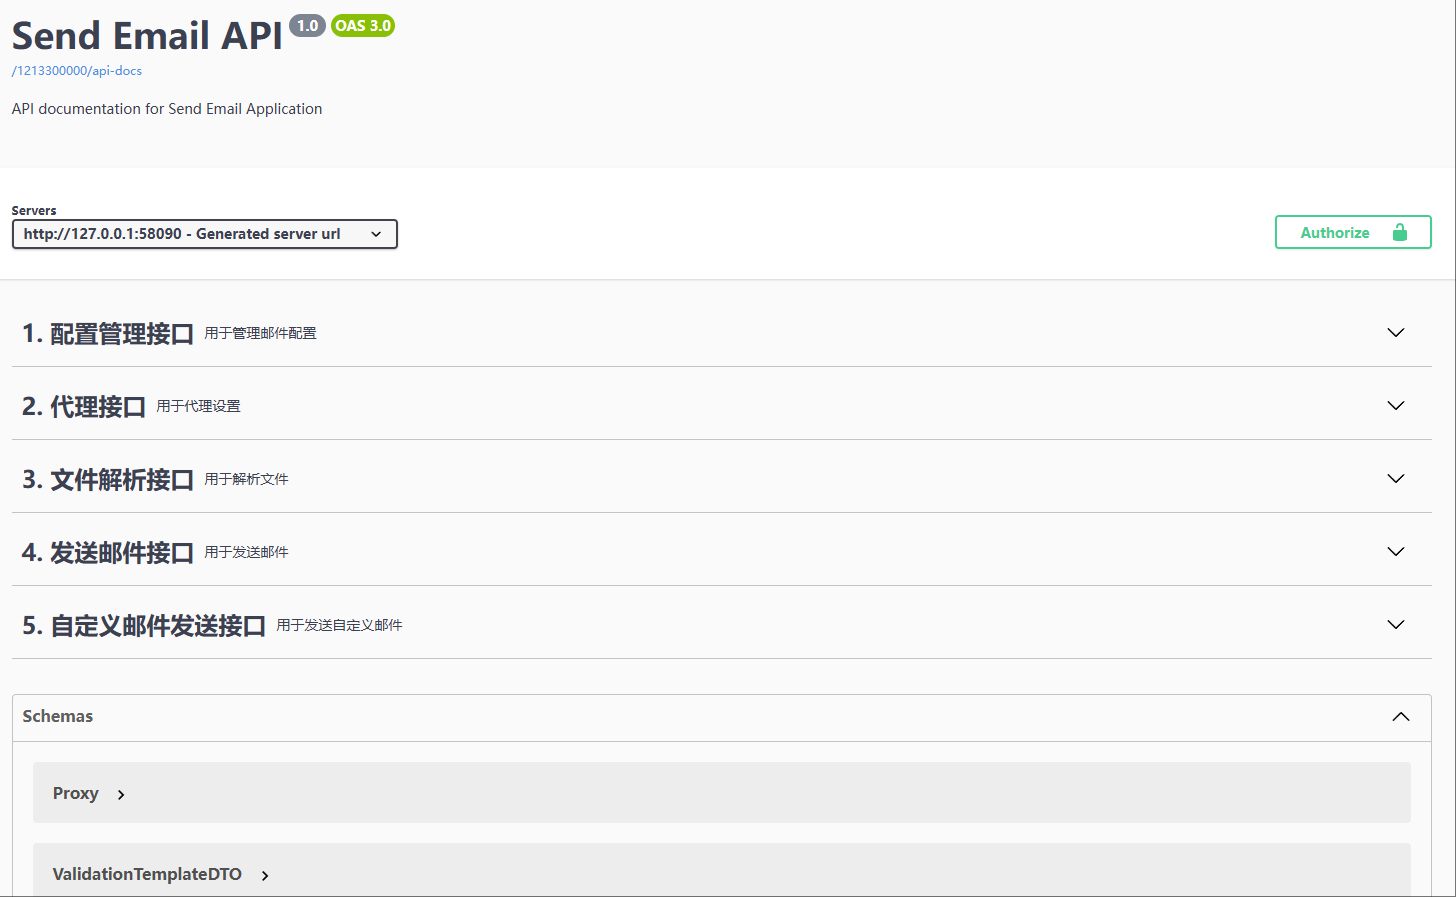 Send Email API 1.0 OAS 3.0
/1213300000/api-docs
API documentation for Send Email Application
Servers
http://127.0.0.1:58090 - Generated server url
Authorize
1. 配置管理接口 用于管理邮件配置
2. 代理接口 用于代理设置
3. 文件解析接口 用于解析文件
4. 发送邮件接口 用于发送邮件
5. 自定义邮件发送接口 用于发送自定义邮件
Schemas
Proxy
ValidationTemplateDTO